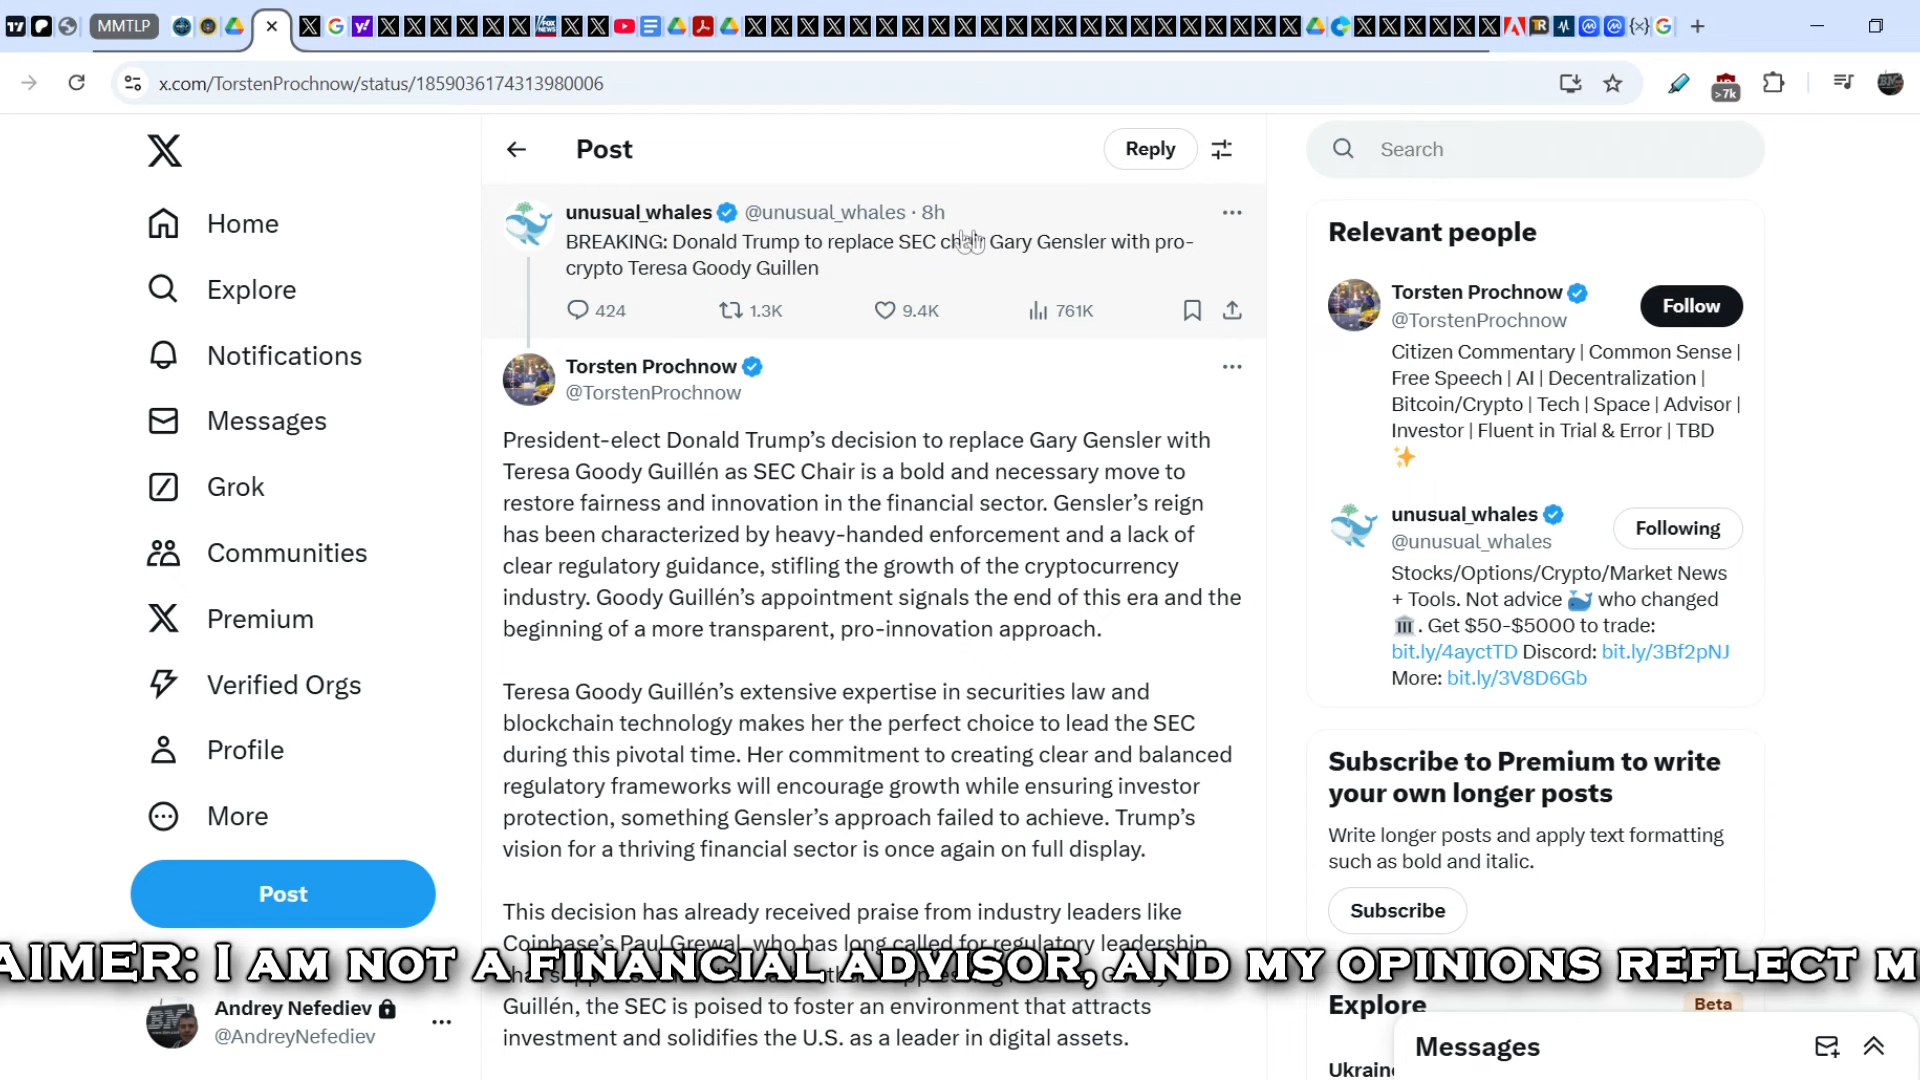 MMTLP
x.com/TorstenProchnow/status/1859036174313980006
>7k
Post
Reply
Search
Home
Explore
Notifications
Messages
Grok
Communities
Premium
Verified Orgs
Profile
More
Post
Andrey Nefediev
@AndreyNefediev
unusual_whales @unusual_whales · 8h
BREAKING: Donald Trump to replace SEC chair Gary Gensler with pro-
crypto Teresa Goody Guillen
424 1.3K 9.4K 761K
Torsten Prochnow
@TorstenProchnow
President-elect Donald Trump’s decision to replace Gary Gensler with
Teresa Goody Guillén as SEC Chair is a bold and necessary move to
restore fairness and innovation in the financial sector. Gensler’s reign
has been characterized by heavy-handed enforcement and a lack of
clear regulatory guidance, stifling the growth of the cryptocurrency
industry. Goody Guillén’s appointment signals the end of this era and the
beginning of a more transparent, pro-innovation approach.
Teresa Goody Guillén’s extensive expertise in securities law and
blockchain technology makes her the perfect choice to lead the SEC
during this pivotal time. Her commitment to creating clear and balanced
regulatory frameworks will encourage growth while ensuring investor
protection, something Gensler’s approach failed to achieve. Trump’s
vision for a thriving financial sector is once again on full display.
This decision has already received praise from industry leaders like
Coinbase’s Paul Grewal, who has long called for regulatory leadership
Guillén, the SEC is poised to foster an environment that attracts
investment and solidifies the U.S. as a leader in digital assets.
AIMER: I AM NOT A FINANCIAL ADVISOR, AND MY OPINIONS REFLECT M
Relevant people
Torsten Prochnow
@TorstenProchnow
Follow
Citizen Commentary | Common Sense |
Free Speech | AI | Decentralization |
Bitcoin/Crypto | Tech | Space | Advisor |
Investor | Fluent in Trial & Error | TBD
✨
unusual_whales
@unusual_whales
Following
Stocks/Options/Crypto/Market News
+ Tools. Not advice 🐳 who changed
🏛. Get $50-$5000 to trade:
bit.ly/4ayctTD Discord: bit.ly/3Bf2pNJ
More: bit.ly/3V8D6Gb
Subscribe to Premium to write
your own longer posts
Write longer posts and apply text formatting
such as bold and italic.
Subscribe
Explore
Beta
Ukraine
Messages